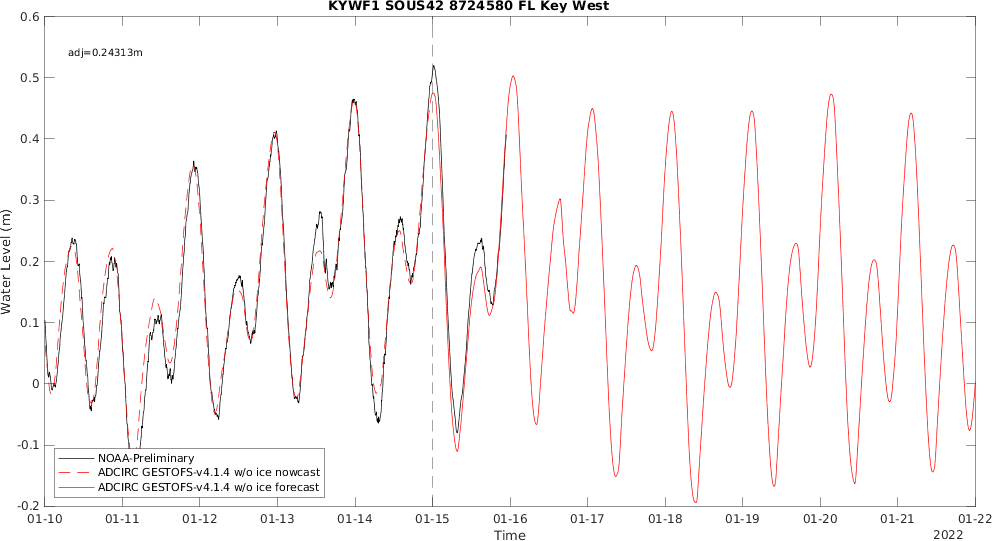 KYWF1 SOUS42 8724580 FL Key West
adj=0.24313m
0.6
0.5
0.4
0.3
0.2
0.1
0
-0.1
-0.2
Water Level (m)
NOAA-Preliminary
ADCIRC GESTOFS-v4.1.4 w/o ice nowcast
ADCIRC GESTOFS-v4.1.4 w/o ice forecast
01-10 01-11 01-12 01-13 01-14 01-15 01-16 01-17 01-18 01-19 01-20 01-21 01-22
Time
2022